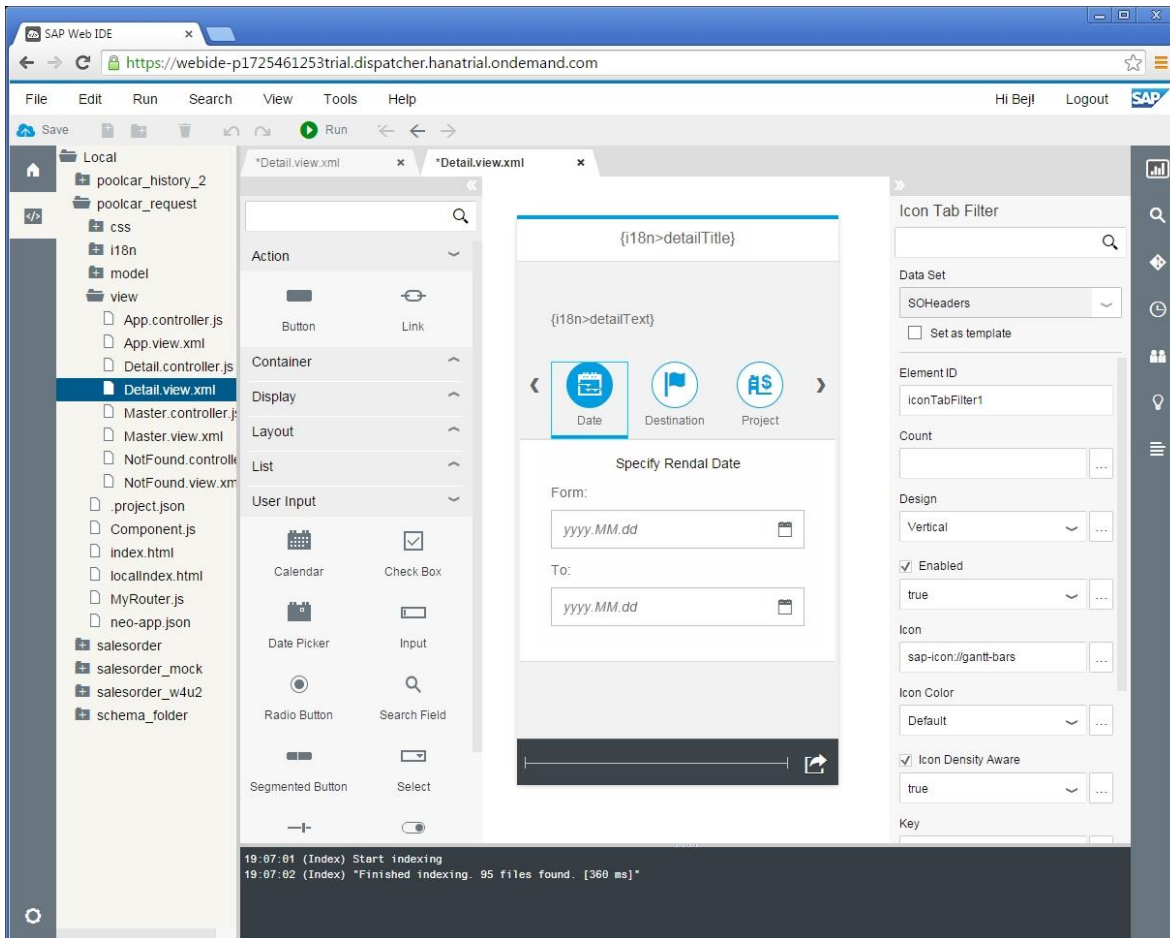 SAP Web IDE
https://webide-p1725461253trial.dispatcher.hanatrial.ondemand.com
File Edit Run Search View Tools Help Hi Bej! Logout SAP
Save Run
Local
poolcar_history_2
poolcar_request
css
i18n
model
view
App.controller.js
App.view.xml
Detail.controller.js
Detail.view.xml
Master.controller.js
Master.view.xml
NotFound.controlle
NotFound.view.xm
.project.json
Component.js
index.html
localIndex.html
MyRouter.js
neo-app.json
salesorder
salesorder_mock
salesorder_w4u2
schema_folder
*Detail.view.xml *Detail.view.xml
Action
Button Link
Container
Display
Layout
List
User Input
Calendar Check Box
Date Picker Input
Radio Button Search Field
Segmented Button Select
{i18n>detailTitle}
{i18n>detailText}
Date Destination Project
Specify Rendal Date
Form:
yyyy.MM.dd
To:
yyyy.MM.dd
Icon Tab Filter
Data Set
SOHeaders
Set as template
Element ID
iconTabFilter1
Count
...
Design
Vertical ...
Enabled
true ...
Icon
sap-icon://gantt-bars ...
Icon Color
Default ...
Icon Density Aware
true ...
Key
19:07:01 (Index) Start indexing
19:07:02 (Index) "Finished indexing. 95 files found. [360 ms]"